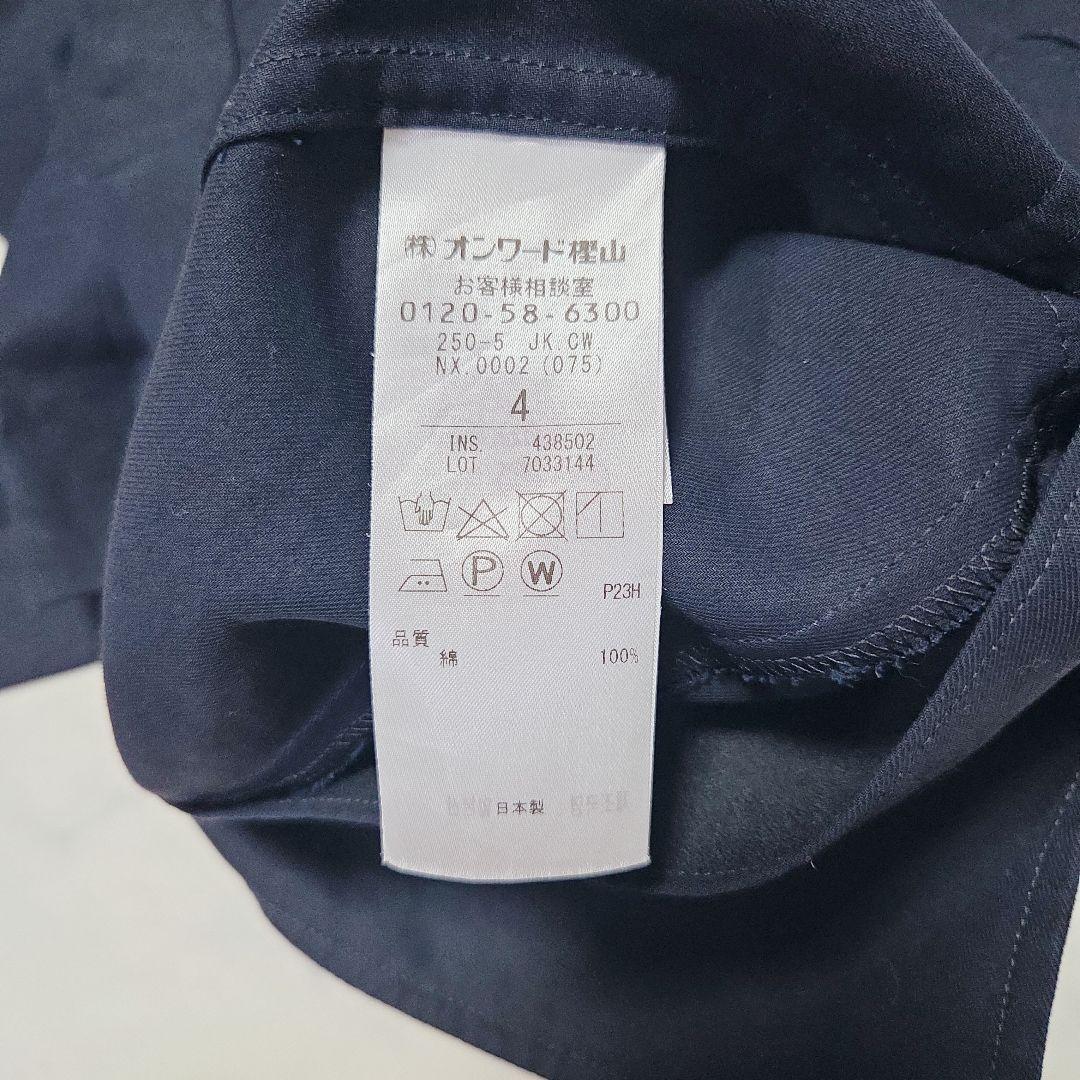 ㈱オンワード樫山
お客様相談室
0120-58-6300
250-5 JK CW
NX.0002 (075)
4
INS. 438502
LOT 7033144
P
W
P23H
品質
綿 100%
日本製